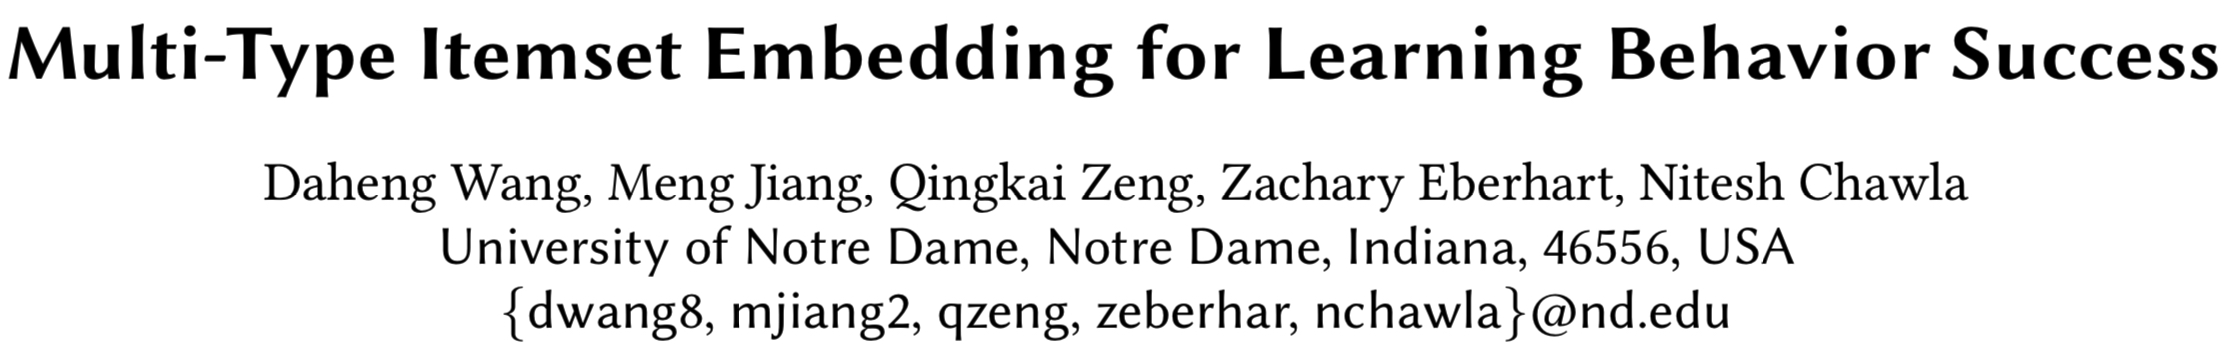 Multi-Type Itemset Embedding for Learning Behavior Success
Daheng Wang, Meng Jiang, Qingkai Zeng, Zachary Eberhart, Nitesh Chawla
University of Notre Dame, Notre Dame, Indiana, 46556, USA
{dwang8, mjiang2, qzeng, zeberhar, nchawla}@nd.edu